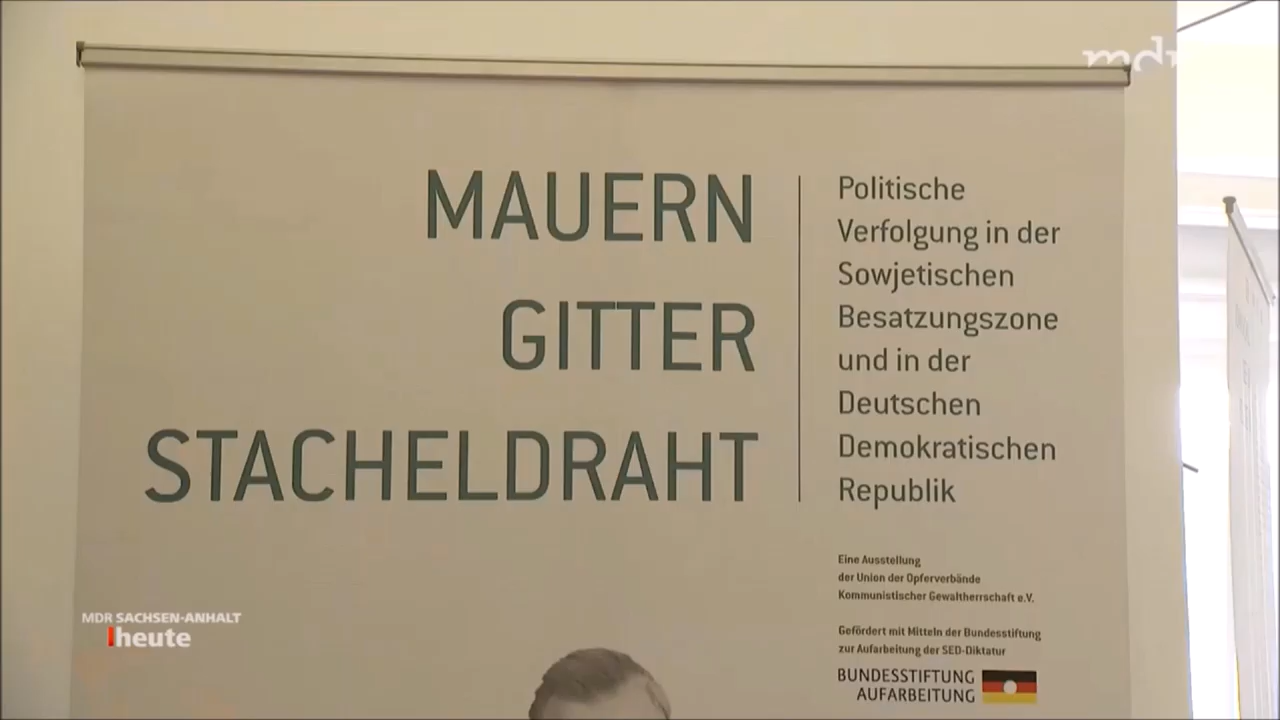 mdr
MAUERN
GITTER
STACHELDRAHT
Politische
Verfolgung in der
Sowjetischen
Besatzungszone
und in der
Deutschen
Demokratischen
Republik
Eine Ausstellung
der Union der Opferverbände
Kommunistischer Gewaltherrschaft e.V.
Gefördert mit Mitteln der Bundesstiftung
zur Aufarbeitung der SED-Diktatur
BUNDESSTIFTUNG
AUFARBEITUNG
MDR SACHSEN-ANHALT
heute